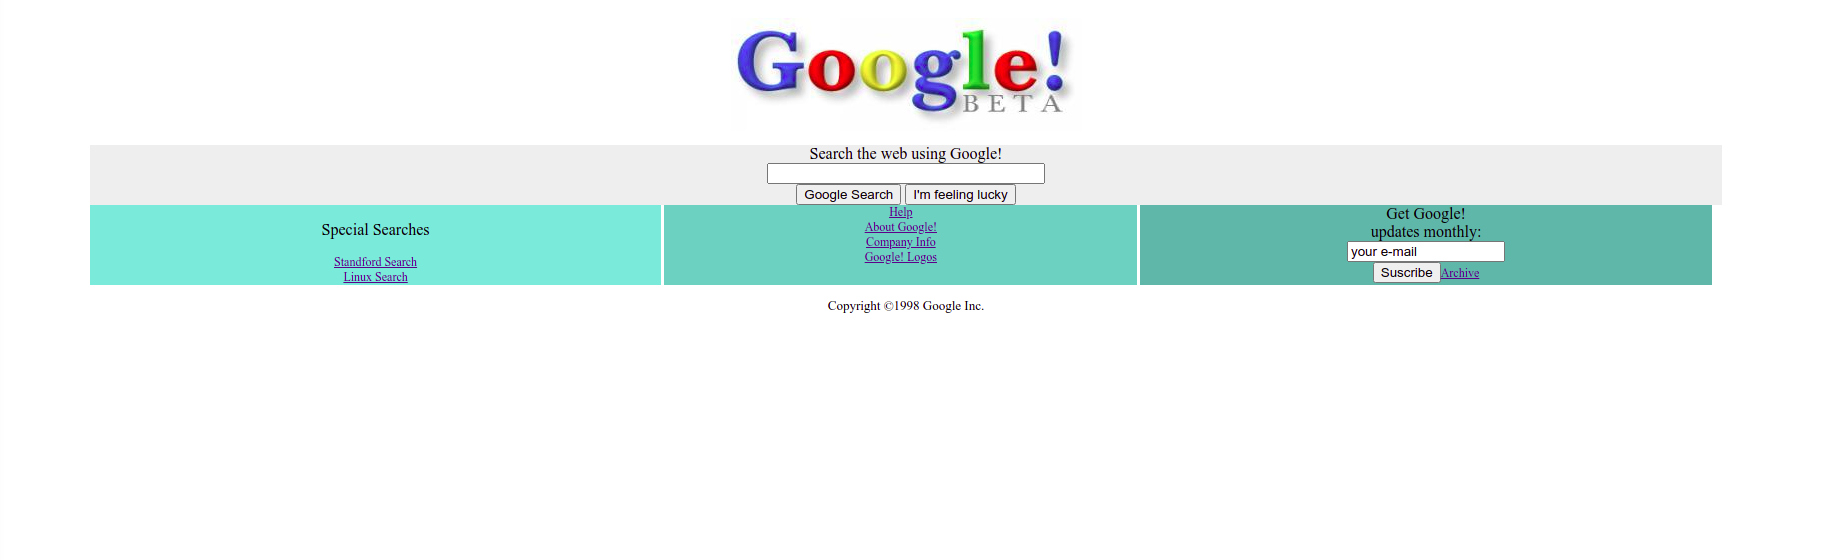 Google!
BETA
Search the web using Google!
Google Search I'm feeling lucky
Special Searches
Standford Search
Linux Search
Help
About Google!
Company Info
Google! Logos
Get Google!
updates monthly:
your e-mail
Suscribe Archive
Copyright ©1998 Google Inc.